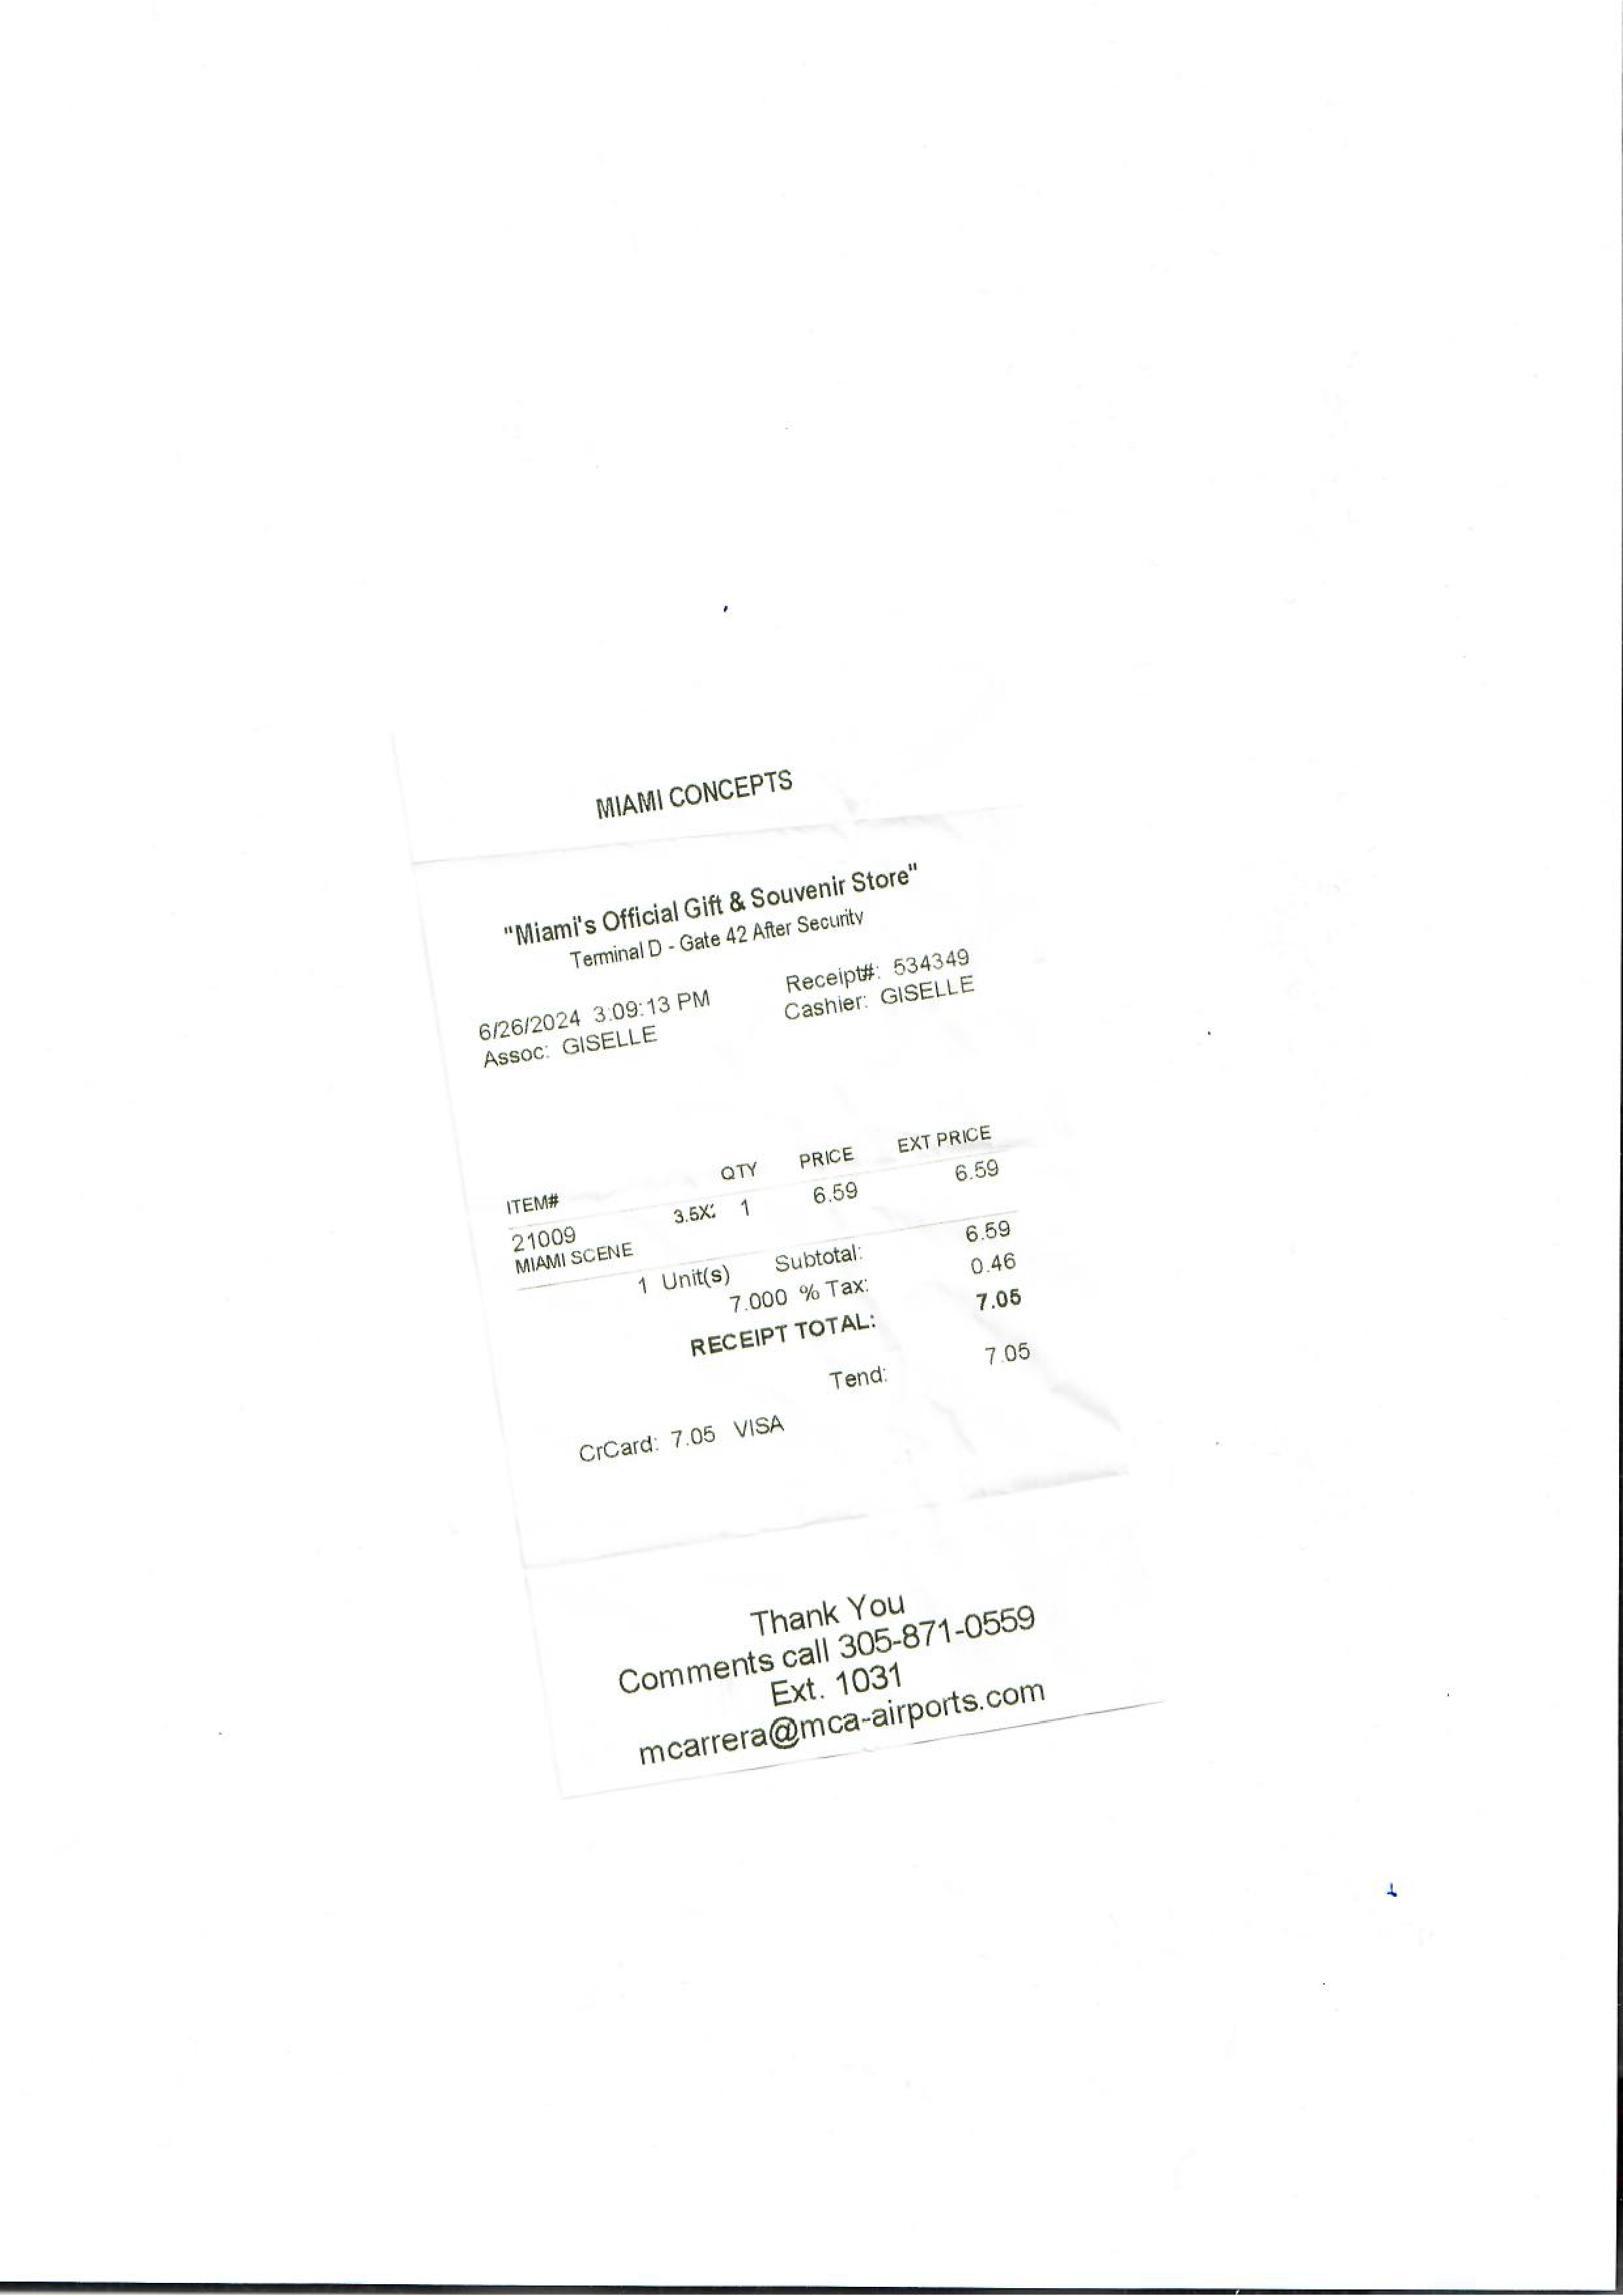 MIAMI CONCEPTS
"Miami's Official Gift & Souvenir Store"
Terminal D - Gate 42 After Security
6/26/2024 3:09:13 PM Receipt#: 534349
Assoc: GISELLE Cashier: GISELLE
ITEM# QTY PRICE EXT PRICE
21009 3.5X: 1 6.59 6.59
MIAMI SCENE
1 Unit(s) Subtotal: 6.59
7.000 % Tax: 0.46
RECEIPT TOTAL: 7.05
Tend: 7.05
CrCard: 7.05 VISA
Thank You
Comments call 305-871-0559
Ext. 1031
mcarrera@mca-airports.com